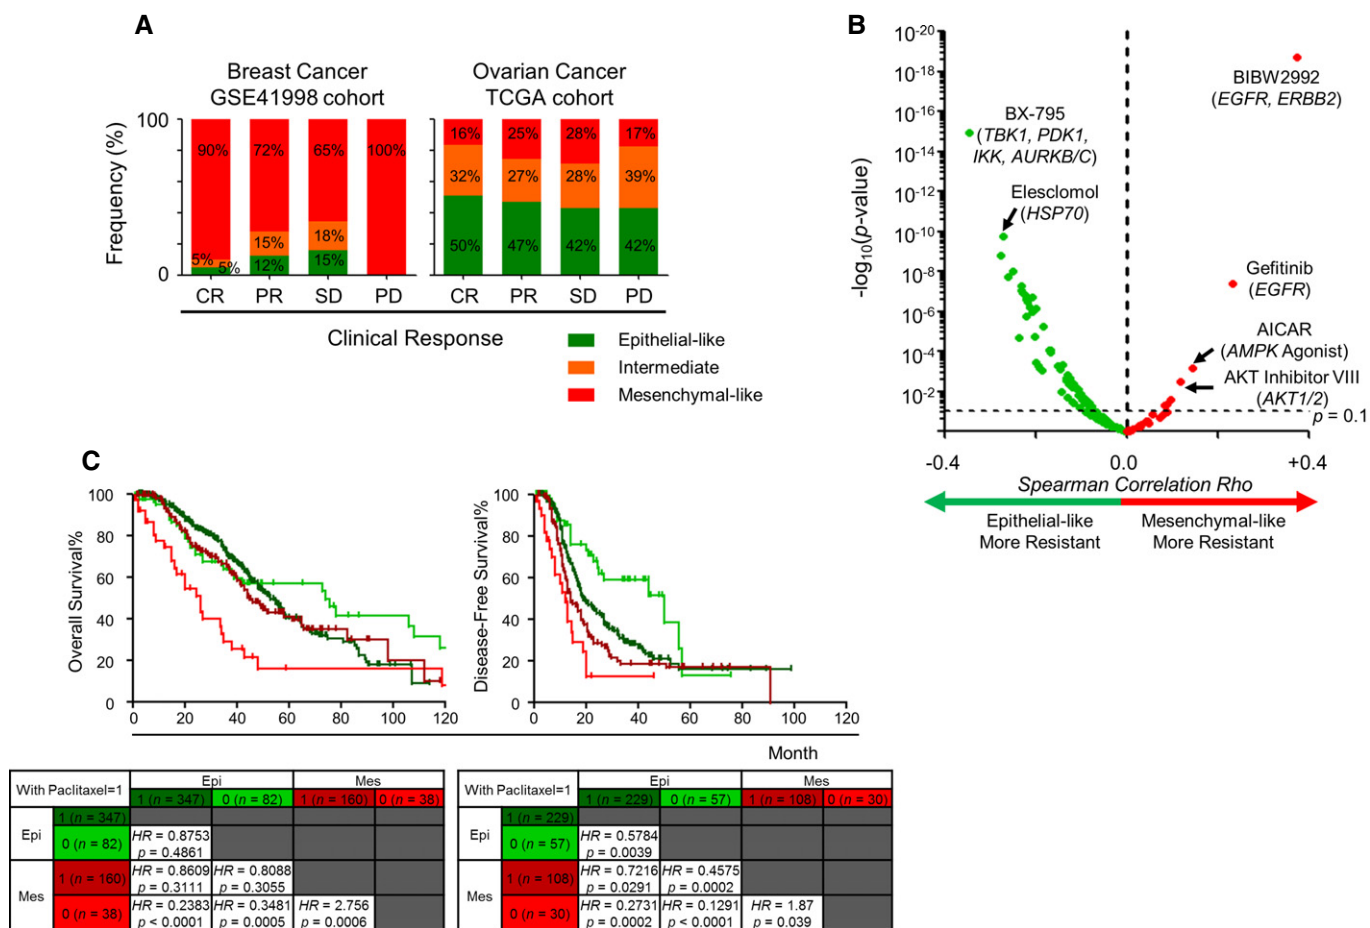 A
Breast Cancer
GSE41998 cohort
Ovarian Cancer
TCGA cohort
Frequency (%)
100
0
90%
5%
5%
72%
15%
12%
65%
18%
15%
100%
16%
32%
50%
25%
27%
47%
28%
28%
42%
17%
39%
42%
CR PR SD PD
CR PR SD PD
Clinical Response
Epithelial-like
Intermediate
Mesenchymal-like
B
-log10(p-value)
10-20
10-18
10-16
10-14
10-12
10-10
10-8
10-6
10-4
10-2
BIBW2992
(EGFR, ERBB2)
BX-795
(TBK1, PDK1,
IKK, AURKB/C)
Elesclomol
(HSP70)
Gefitinib
(EGFR)
AICAR
(AMPK Agonist)
AKT Inhibitor VIII
(AKT1/2)
p = 0.1
-0.4 0.0 +0.4
Spearman Correlation Rho
Epithelial-like
More Resistant
Mesenchymal-like
More Resistant
C
Overall Survival%
100
80
60
40
20
0
0 20 40 60 80 100 120
Disease-Free Survival%
100
80
60
40
20
0
0 20 40 60 80 100 120
Month
With Paclitaxel=1 Epi Mes
1 (n = 347) 0 (n = 82) 1 (n = 160) 0 (n = 38)
Epi
1 (n = 347)
0 (n = 82) HR = 0.8753
p = 0.4861
Mes
1 (n = 160) HR = 0.8609 HR = 0.8088
p = 0.3111 p = 0.3055
0 (n = 38) HR = 0.2383 HR = 0.3481 HR = 2.756
p < 0.0001 p = 0.0005 p = 0.0006
With Paclitaxel=1 Epi Mes
1 (n = 229) 0 (n = 57) 1 (n = 108) 0 (n = 30)
Epi
1 (n = 229)
0 (n = 57) HR = 0.5784
p = 0.0039
Mes
1 (n = 108) HR = 0.7216 HR = 0.4575
p = 0.0291 p = 0.0002
0 (n = 30) HR = 0.2731 HR = 0.1291 HR = 1.87
p = 0.0002 p < 0.0001 p = 0.039